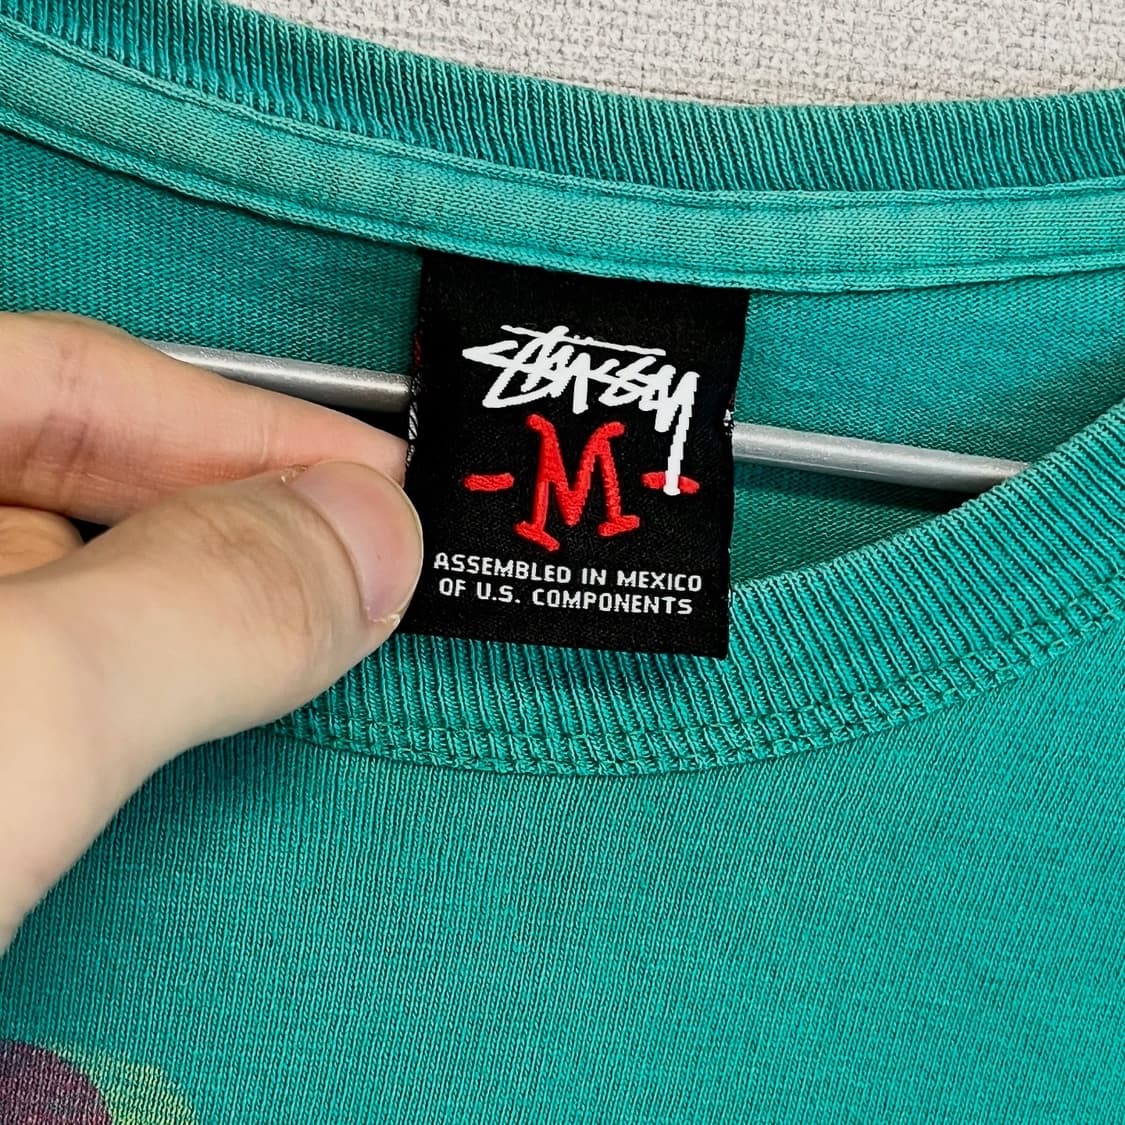 STÜSSY
- M -
ASSEMBLED IN MEXICO
OF U.S. COMPONENTS